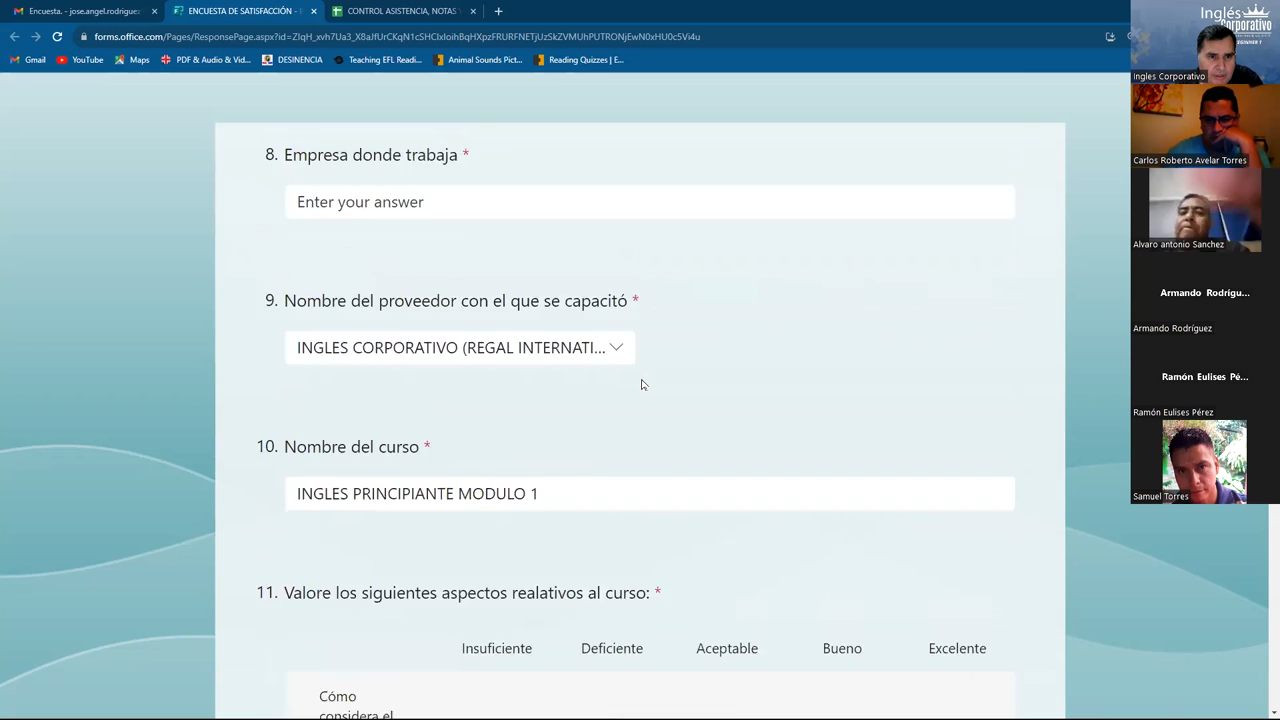 Encuesta. - jose.angel.rodriguez
ENCUESTA DE SATISFACCIÓN -
CONTROL ASISTENCIA, NOTAS
forms.office.com/Pages/ResponsePage.aspx?id=ZIqH_xvh7Ua3_X8aJfUrCKqN1cSHCIxIoihBqHXpzFRURFNETjUzSkZVMUhPUTRONjEwN0xHU0c5Vi4u
Gmail
YouTube
Maps
PDF & Audio & Vid...
DESINENCIA
Teaching EFL Readi...
Animal Sounds Pict...
Reading Quizzes | E...
8. Empresa donde trabaja *
Enter your answer
9. Nombre del proveedor con el que se capacitó *
INGLES CORPORATIVO (REGAL INTERNATI...
10. Nombre del curso *
INGLES PRINCIPIANTE MODULO 1
11. Valore los siguientes aspectos realativos al curso: *
Insuficiente Deficiente Aceptable Bueno Excelente
Cómo
considera el
Inglés
Corporativo
BEGINNER 1
Ingles Corporativo
Carlos Roberto Avelar Torres
Alvaro antonio Sanchez
Armando Rodrígu...
Armando Rodríguez
Ramón Eulises Pé...
Ramón Eulises Pérez
Samuel Torres